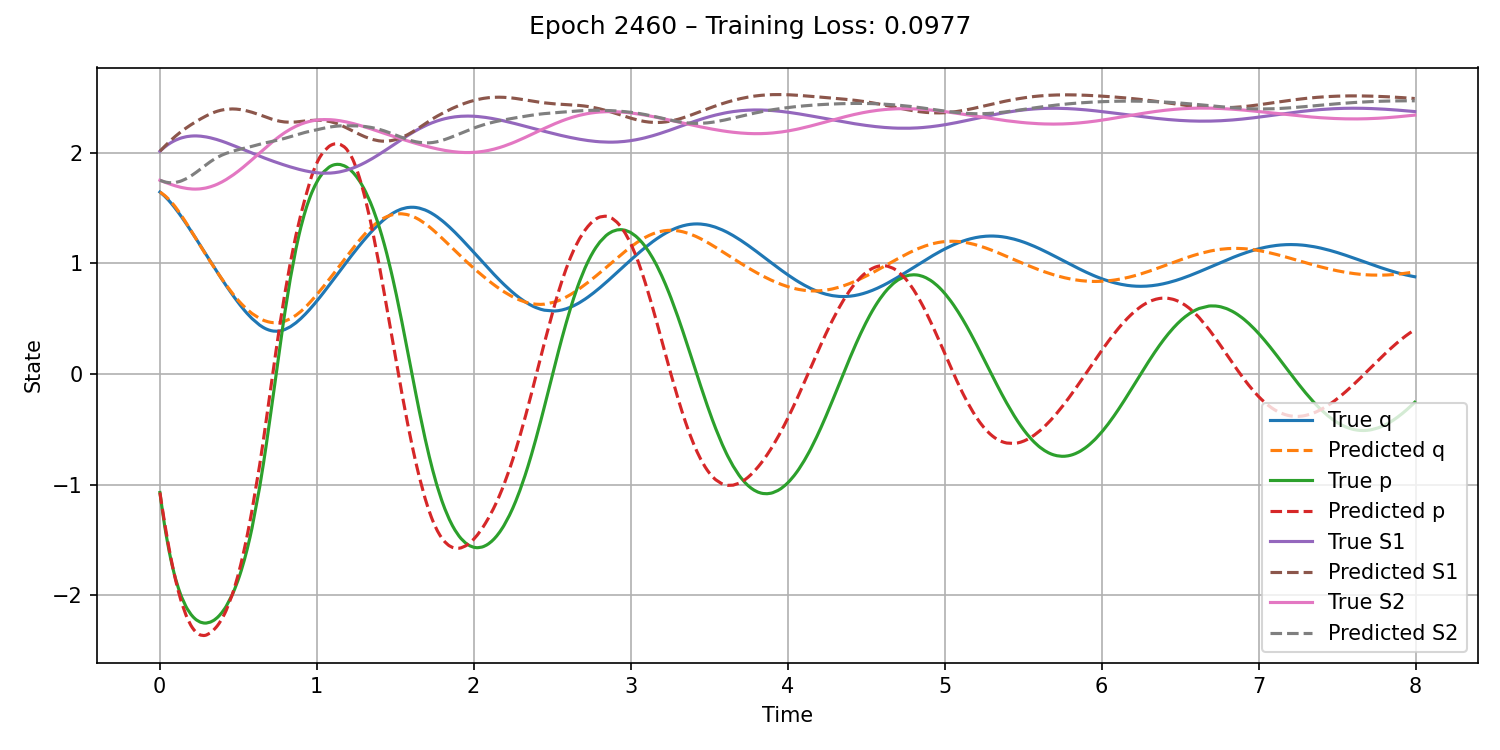 Epoch 2460 – Training Loss: 0.0977
State
2
1
0
−1
−2
0 1 2 3 4 5 6 7 8
Time
True q
Predicted q
True p
Predicted p
True S1
Predicted S1
True S2
Predicted S2